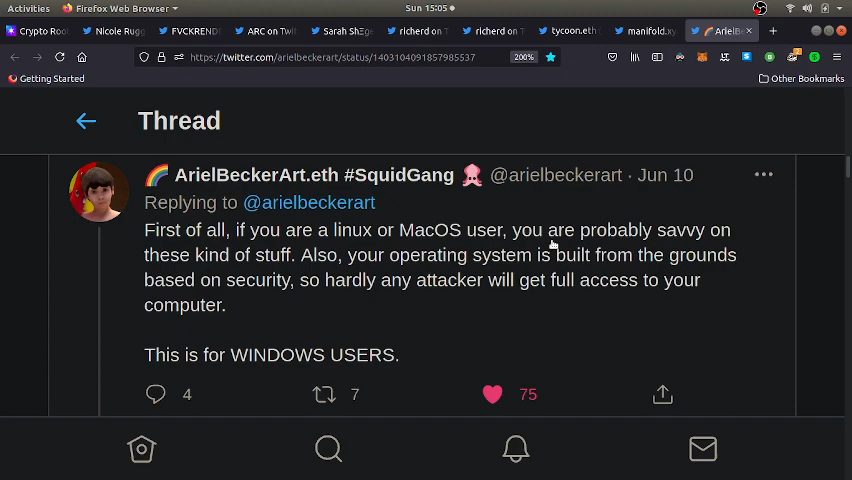 Activities
FireFox Web Browser
Sun 15:05
Crypto Rool
Nicole Rugg
FVCKREND
ARC on Twit
Sarah ShΞge
richerd on T
richerd on T
tycoon.eth
manifold.xy
ArielBe
https://twitter.com/arielbeckerart/status/1403104091857985537
200%
Getting Started
Other Bookmarks
Thread
ArielBeckerArt.eth #SquidGang @arielbeckerart · Jun 10
Replying to @arielbeckerart
First of all, if you are a linux or MacOS user, you are probably savvy on
these kind of stuff. Also, your operating system is built from the grounds
based on security, so hardly any attacker will get full access to your
computer.
This is for WINDOWS USERS.
4 7 75